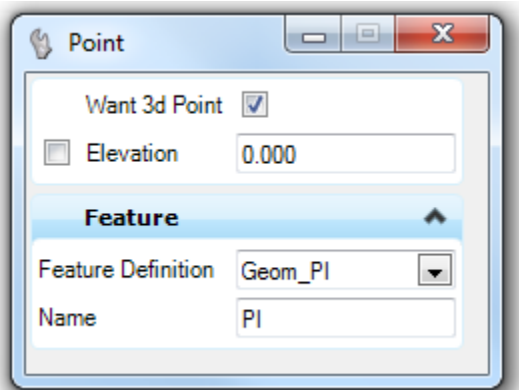 Point
Want 3d Point
Elevation 0.000
Feature
Feature Definition Geom_PI
Name PI